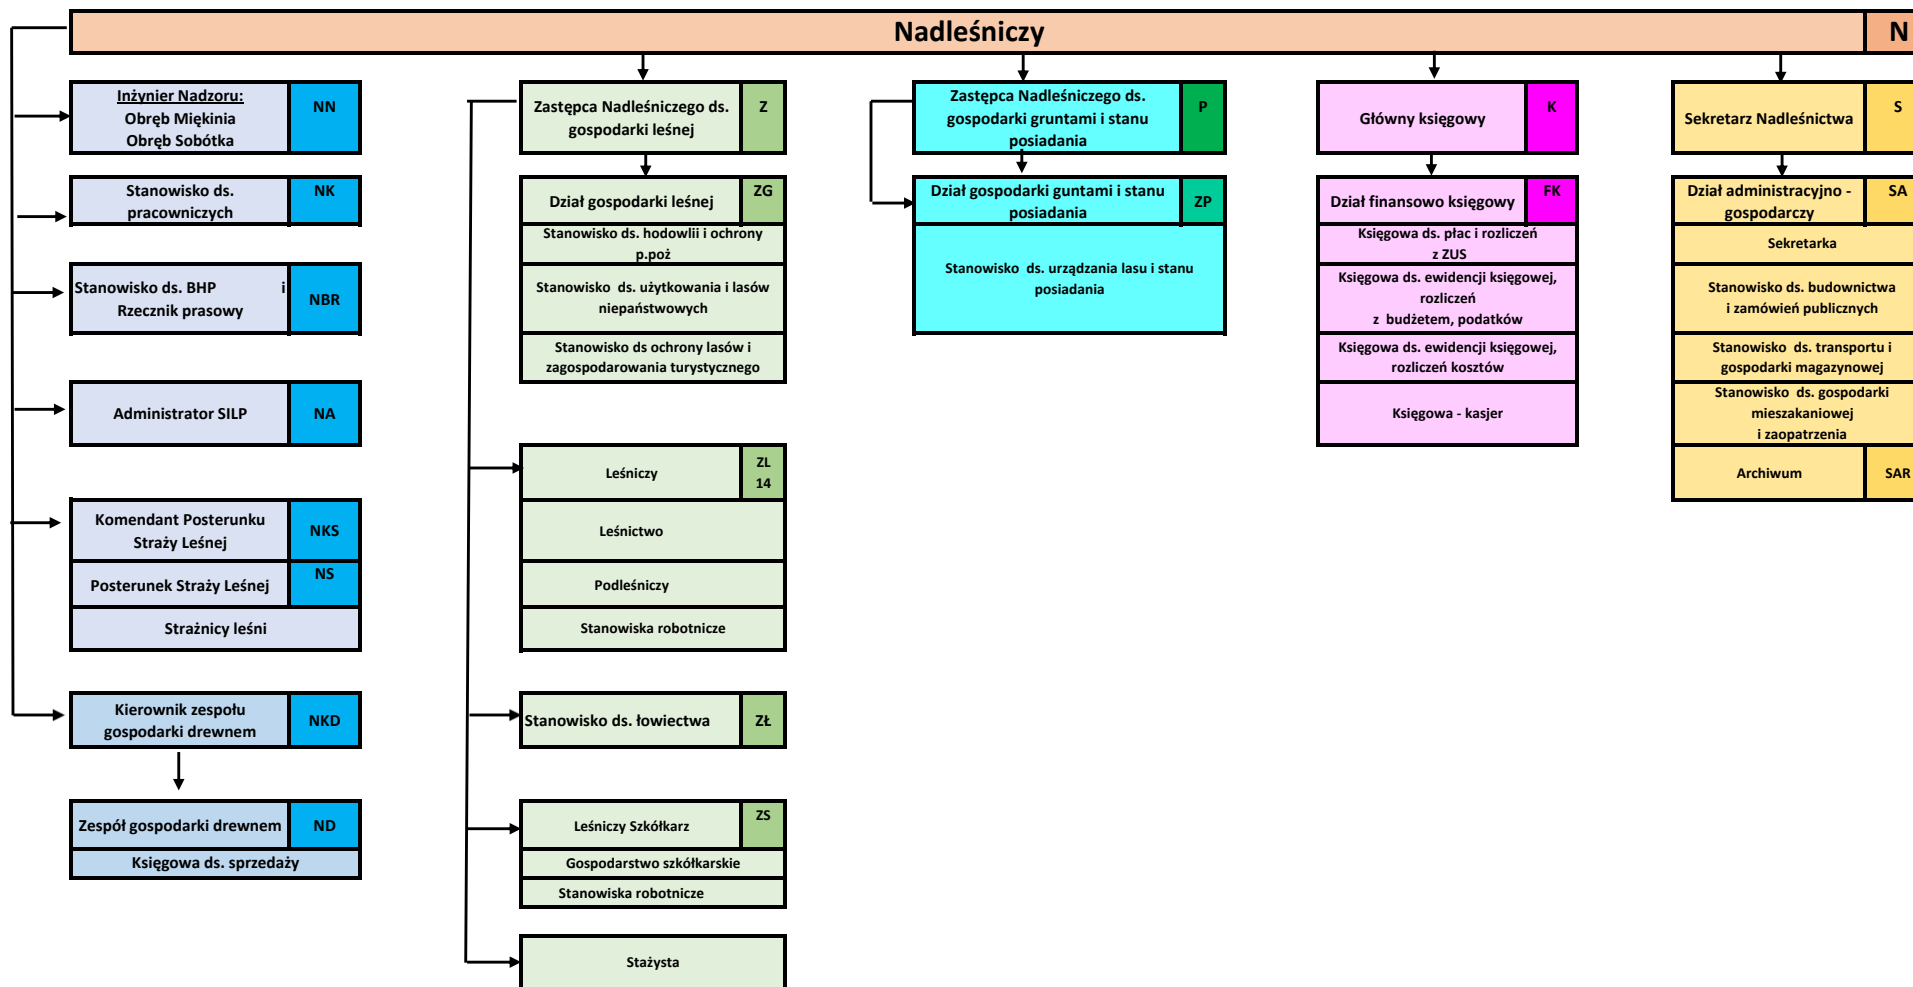 Nadleśniczy N
Inżynier Nadzoru:
Obręb Miękinia
Obręb Sobótka
NN
Stanowisko ds.
pracowniczych
NK
Stanowisko ds. BHP i
Rzecznik prasowy
NBR
Administrator SILP
NA
Komendant Posterunku
Straży Leśnej
NKS
Posterunek Straży Leśnej
NS
Strażnicy leśni
Kierownik zespołu
gospodarki drewnem
NKD
Zespół gospodarki drewnem
ND
Księgowa ds. sprzedaży
Zastępca Nadleśniczego ds.
gospodarki leśnej
Z
Dział gospodarki leśnej
ZG
Stanowisko ds. hodowlii i ochrony
p.poż
Stanowisko ds. użytkowania i lasów
niepaństwowych
Stanowisko ds ochrony lasów i
zagospodarowania turystycznego
Leśniczy
ZL
14
Leśnictwo
Podleśniczy
Stanowiska robotnicze
Stanowisko ds. łowiectwa
ZŁ
Leśniczy Szkółkarz
ZS
Gospodarstwo szkółkarskie
Stanowiska robotnicze
Stażysta
Zastępca Nadleśniczego ds.
gospodarki gruntami i stanu
posiadania
P
Dział gospodarki guntami i stanu
posiadania
ZP
Stanowisko ds. urządzania lasu i stanu
posiadania
Główny księgowy
K
Dział finansowo księgowy
FK
Księgowa ds. płac i rozliczeń
z ZUS
Księgowa ds. ewidencji księgowej,
rozliczeń
z budżetem, podatków
Księgowa ds. ewidencji księgowej,
rozliczeń kosztów
Księgowa - kasjer
Sekretarz Nadleśnictwa
S
Dział administracyjno -
gospodarczy
SA
Sekretarka
Stanowisko ds. budownictwa
i zamówień publicznych
Stanowisko ds. transportu i
gospodarki magazynowej
Stanowisko ds. gospodarki
mieszakaniowej
i zaopatrzenia
Archiwum
SAR